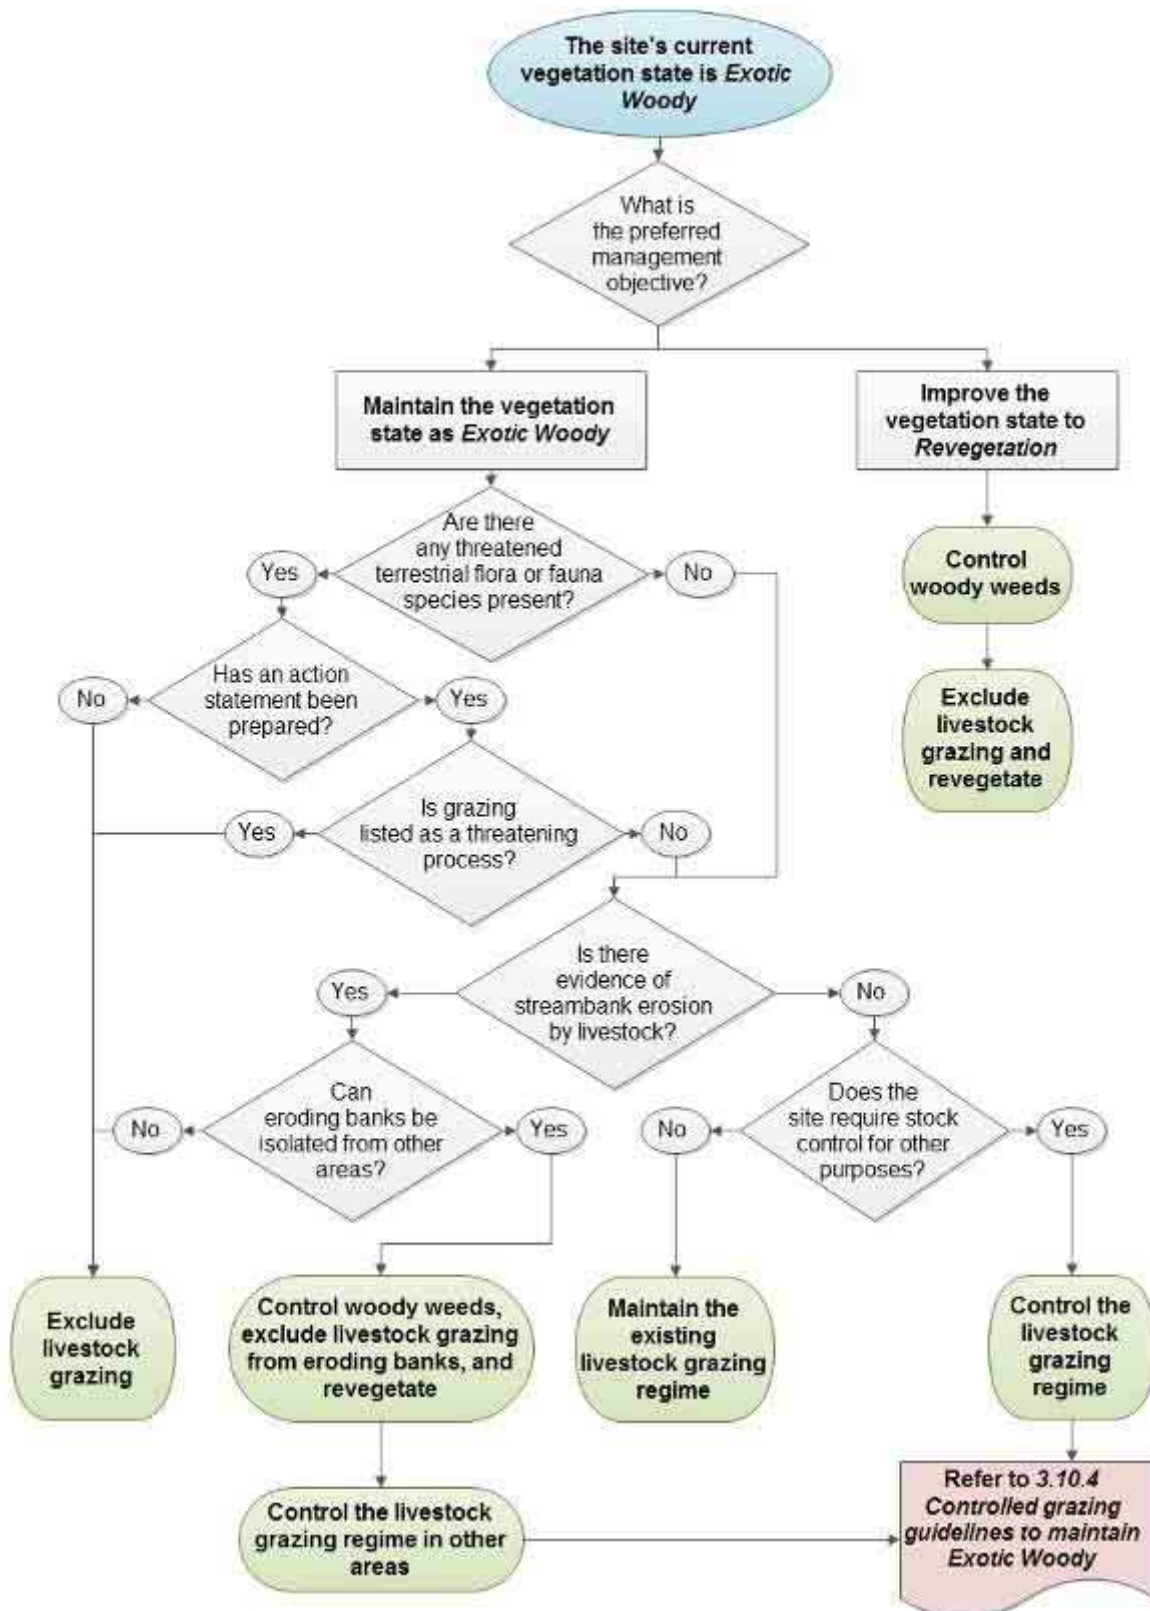 The site's current
vegetation state is Exotic
Woody
What is
the preferred
management
objective?
Maintain the vegetation
state as Exotic Woody
Improve the
vegetation state to
Revegetation
Are there
any threatened
terrestrial flora or fauna
species present?
Yes
No
Control
woody weeds
Has an action
statement been
prepared?
No
Yes
Exclude
livestock
grazing and
revegetate
Is grazing
listed as a threatening
process?
Yes
No
Is there
evidence of
streambank erosion
by livestock?
Yes
No
Can
eroding banks be
isolated from other
areas?
No
Yes
Does the
site require stock
control for other
purposes?
No
Yes
Exclude
livestock
grazing
Control woody weeds,
exclude livestock grazing
from eroding banks, and
revegetate
Maintain the
existing
livestock grazing
regime
Control the
livestock
grazing
regime
Control the livestock
grazing regime in other
areas
Refer to 3.10.4
Controlled grazing
guidelines to maintain
Exotic Woody